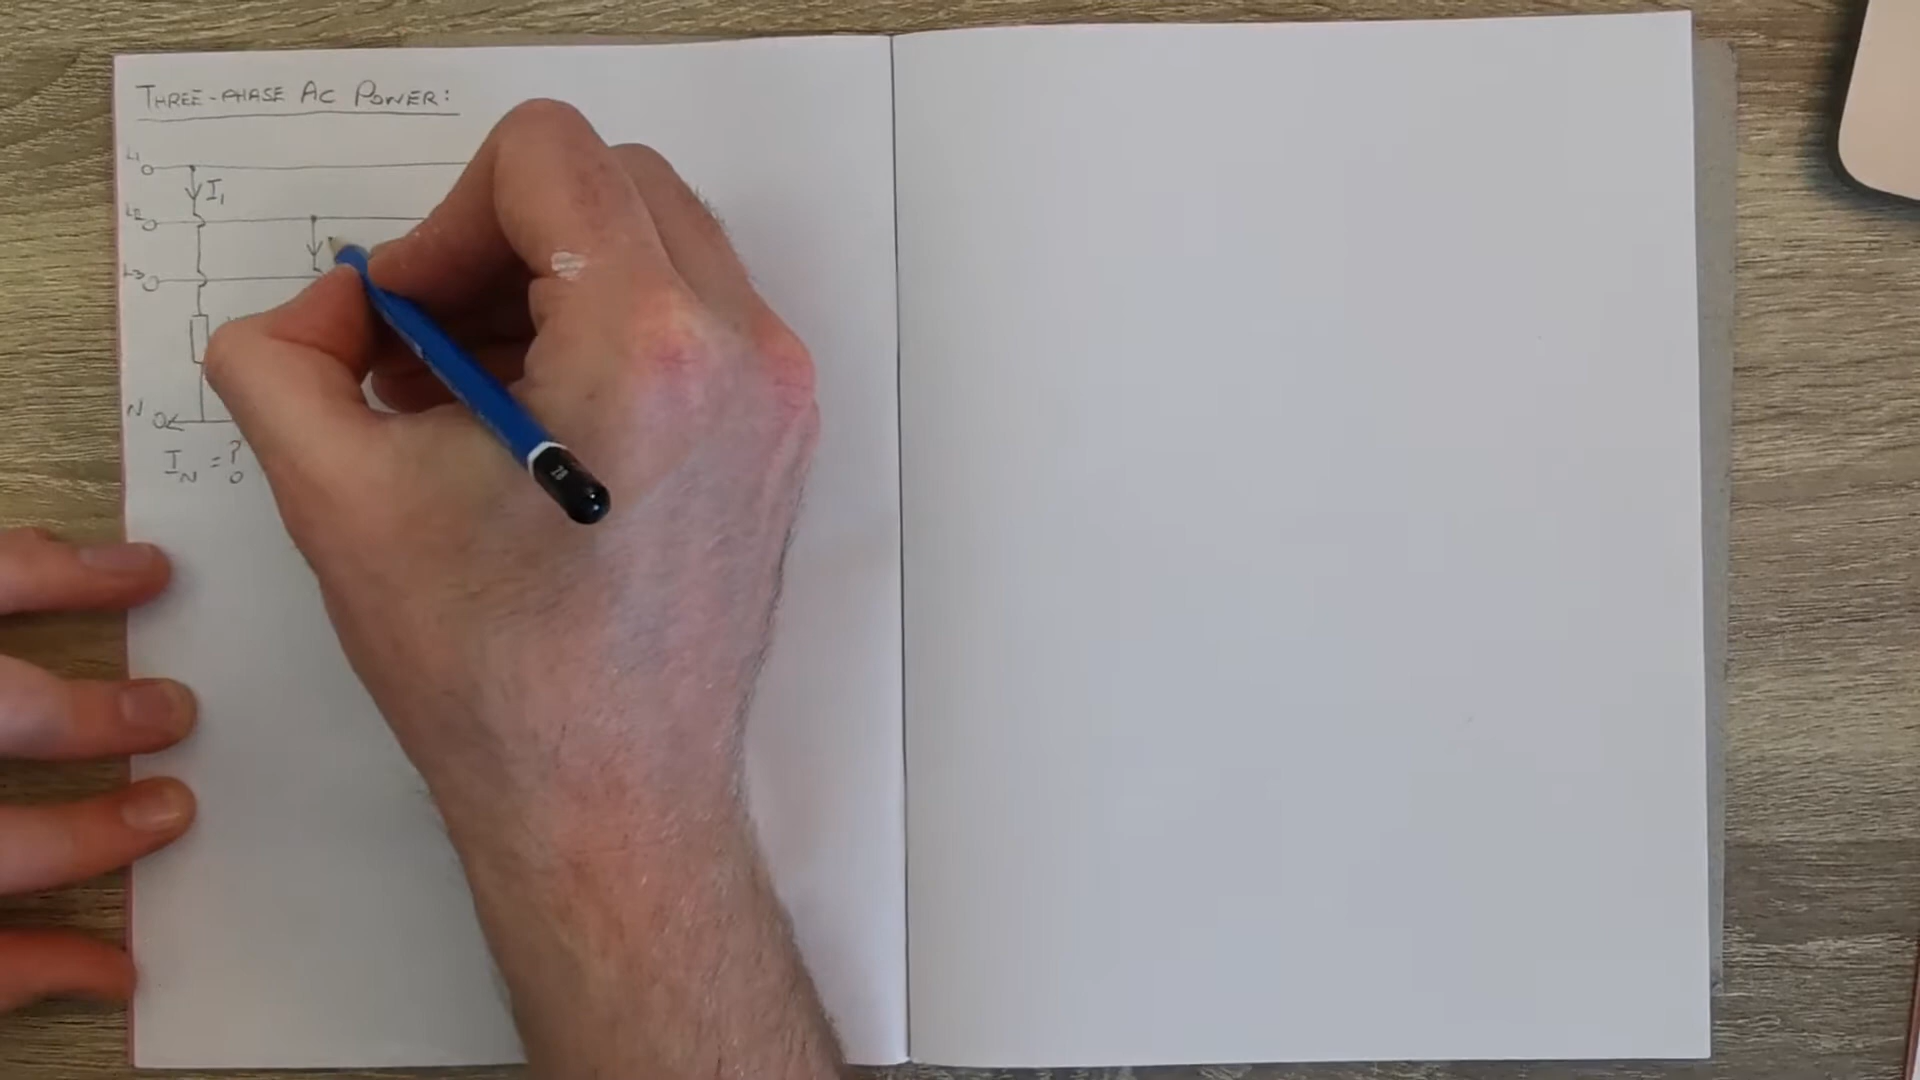 THREE-PHASE AC POWER:
L1
I1
L2
L3
N
IN = ?
0